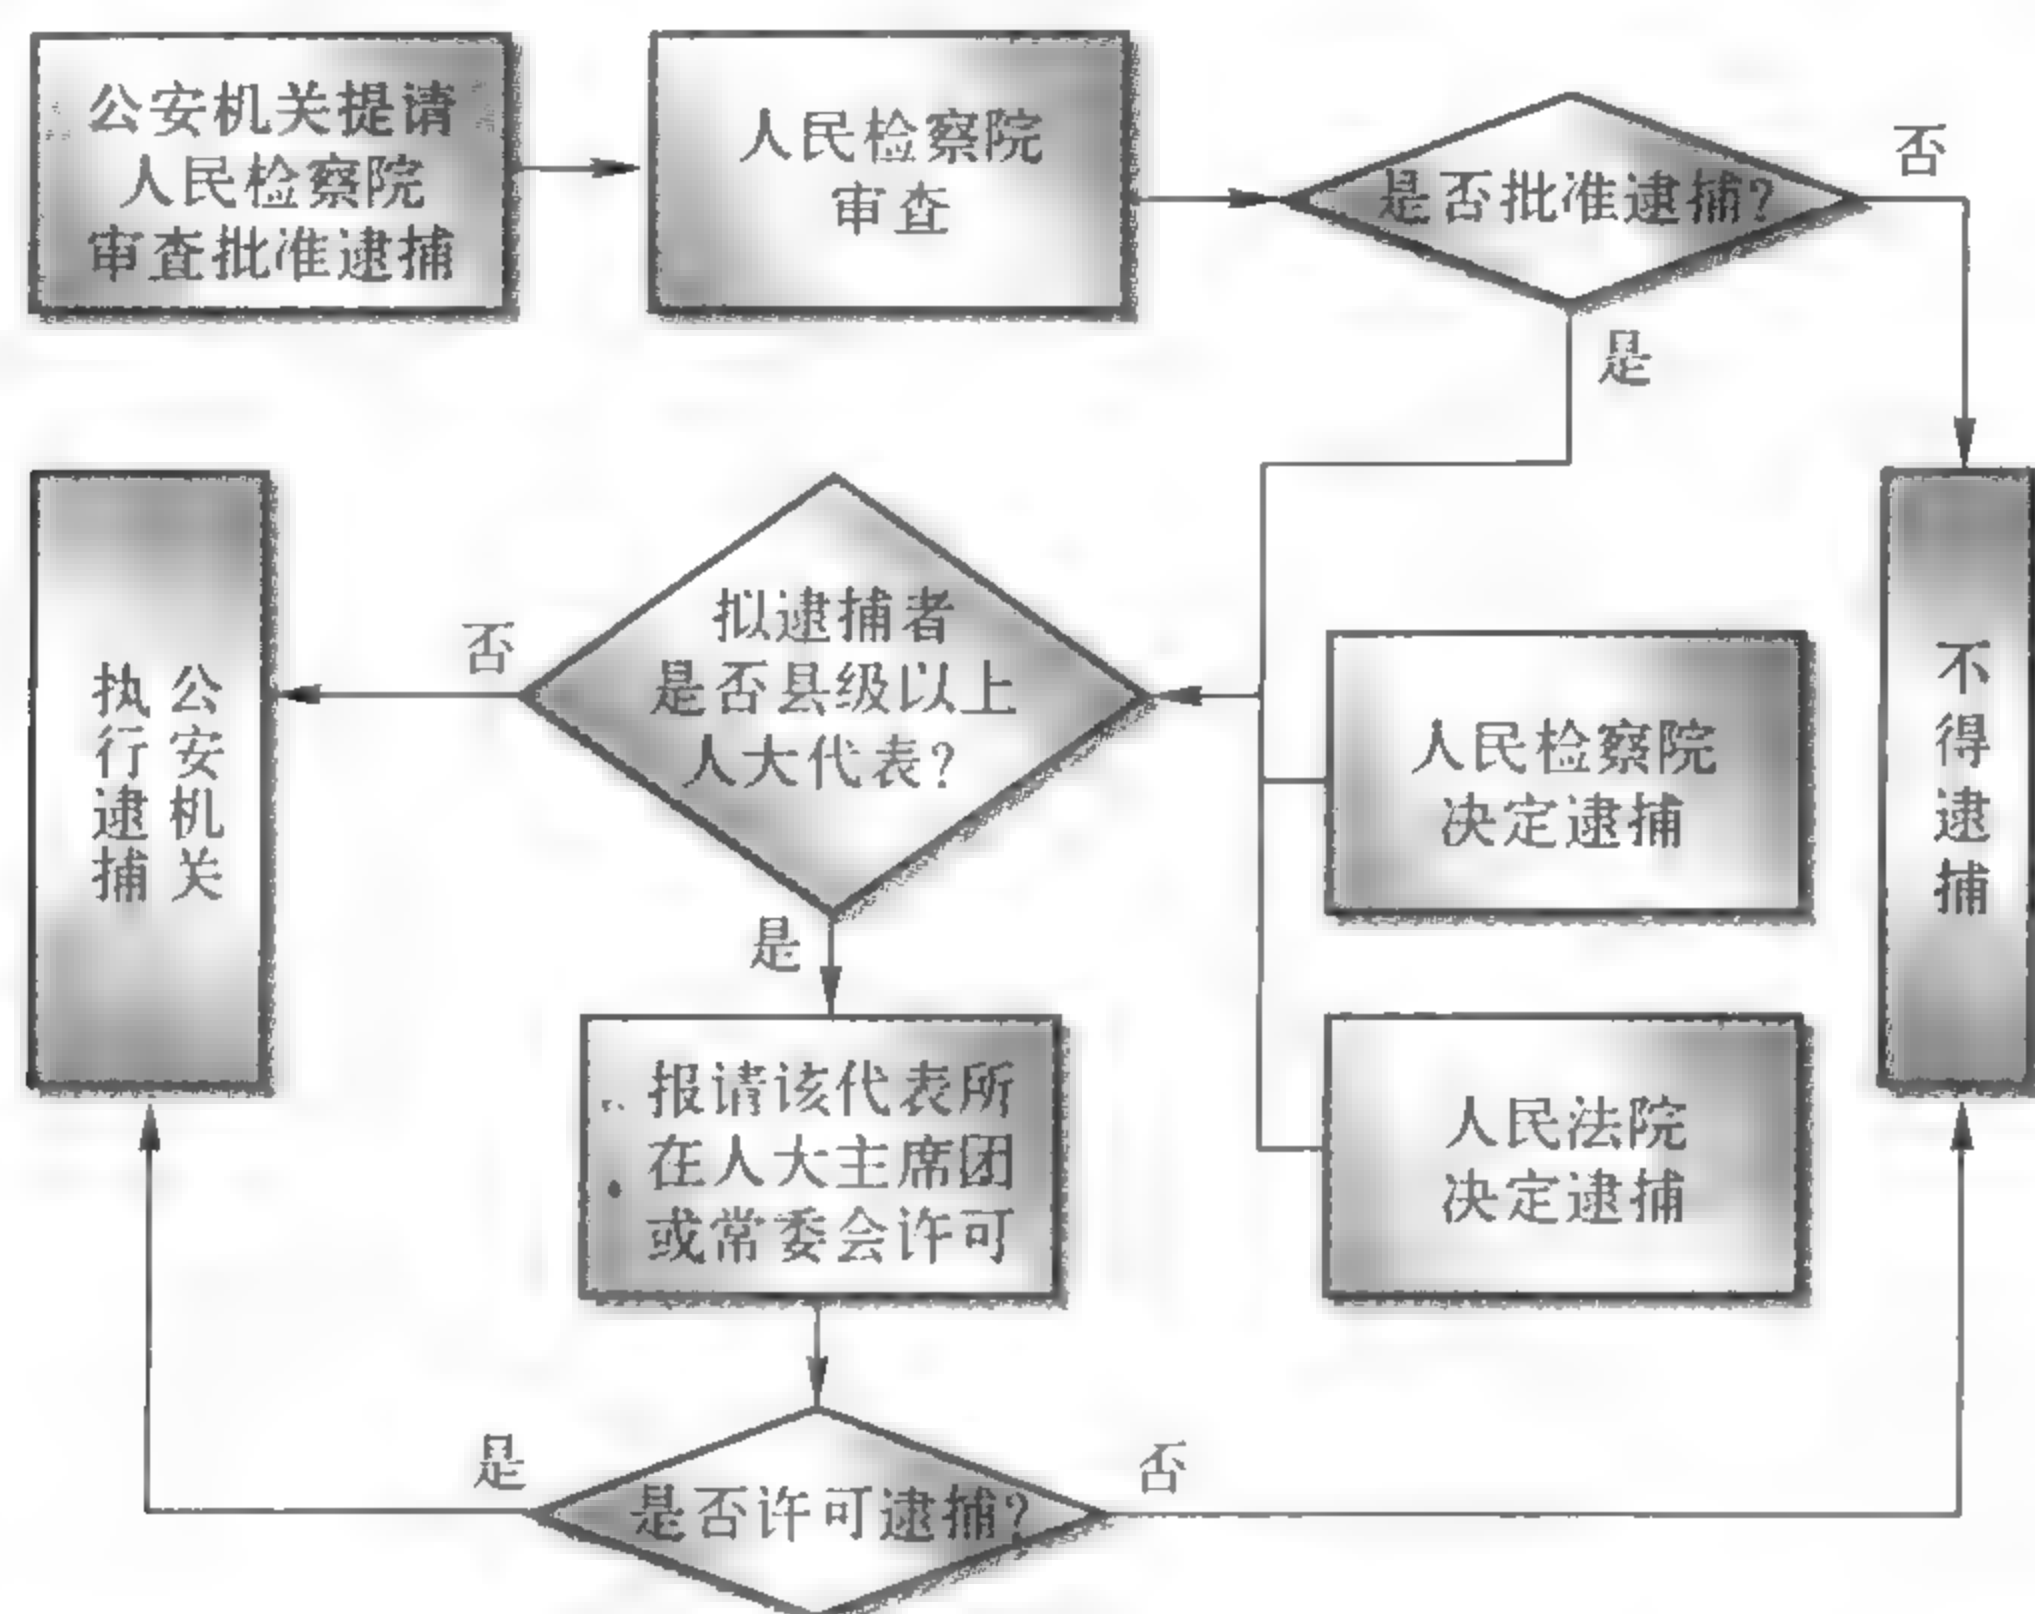 公安机关提请
人民检察院
审查批准逮捕
人民检察院
审查
是否批准逮捕?
否
是
公安机关
执行逮捕
否
拟逮捕者
是否县级以上
人大代表?
人民检察院
决定逮捕
不得逮捕
是
报请该代表所
在人大主席团
或常委会许可
人民法院
决定逮捕
是
是否许可逮捕?
否